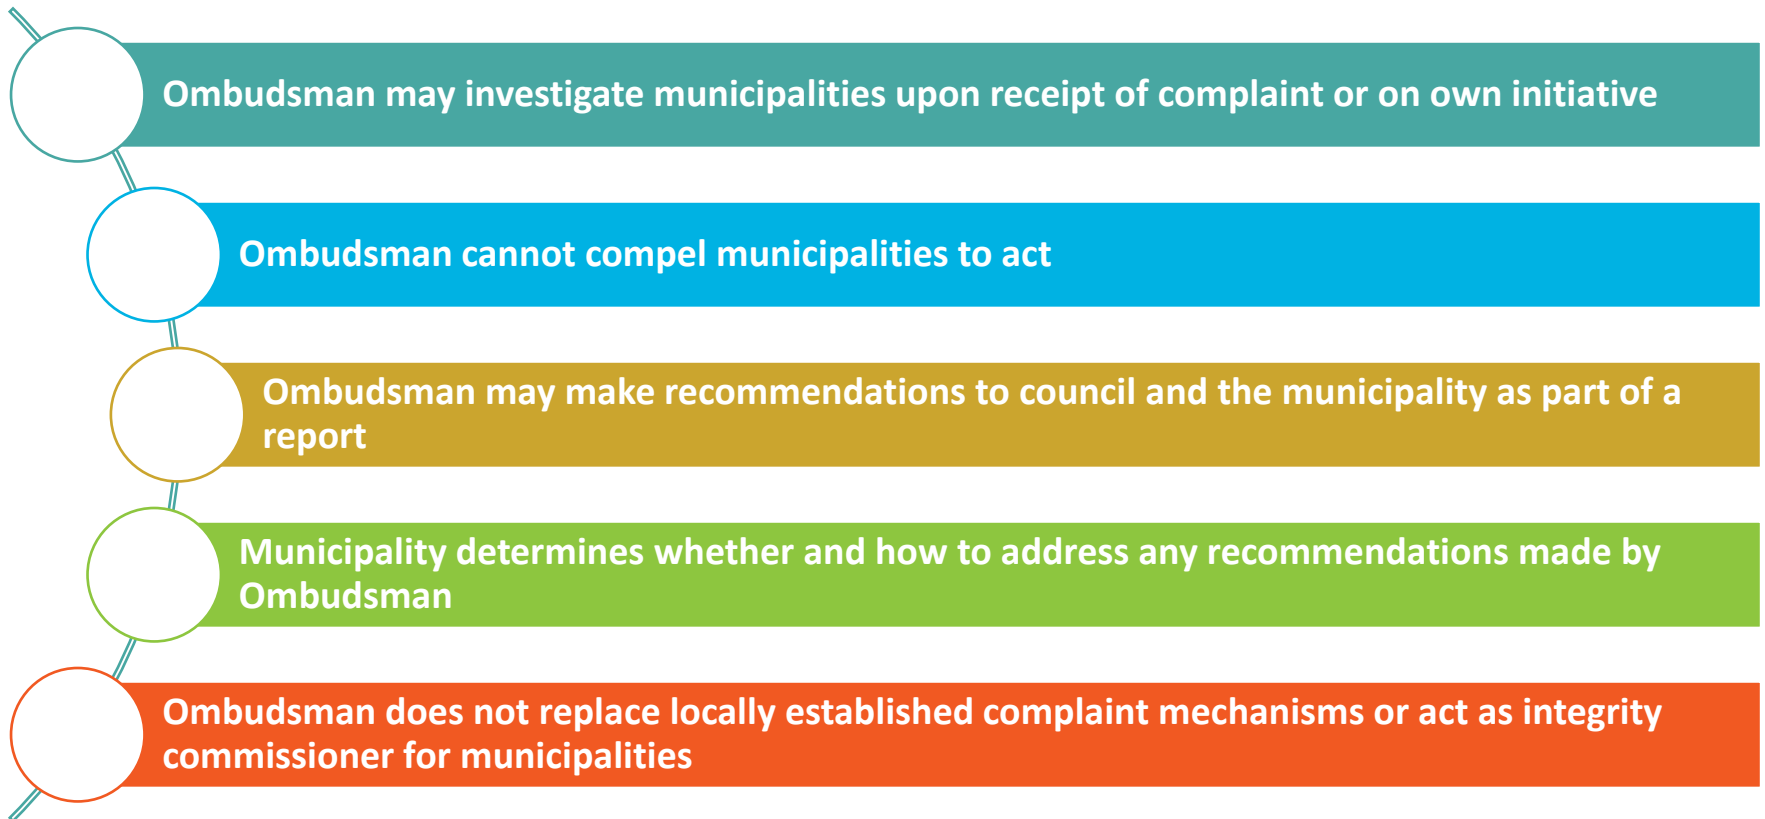 Ombudsman may investigate municipalities upon receipt of complaint or on own initiative
Ombudsman cannot compel municipalities to act
Ombudsman may make recommendations to council and the municipality as part of a
report
Municipality determines whether and how to address any recommendations made by
Ombudsman
Ombudsman does not replace locally established complaint mechanisms or act as integrity
commissioner for municipalities